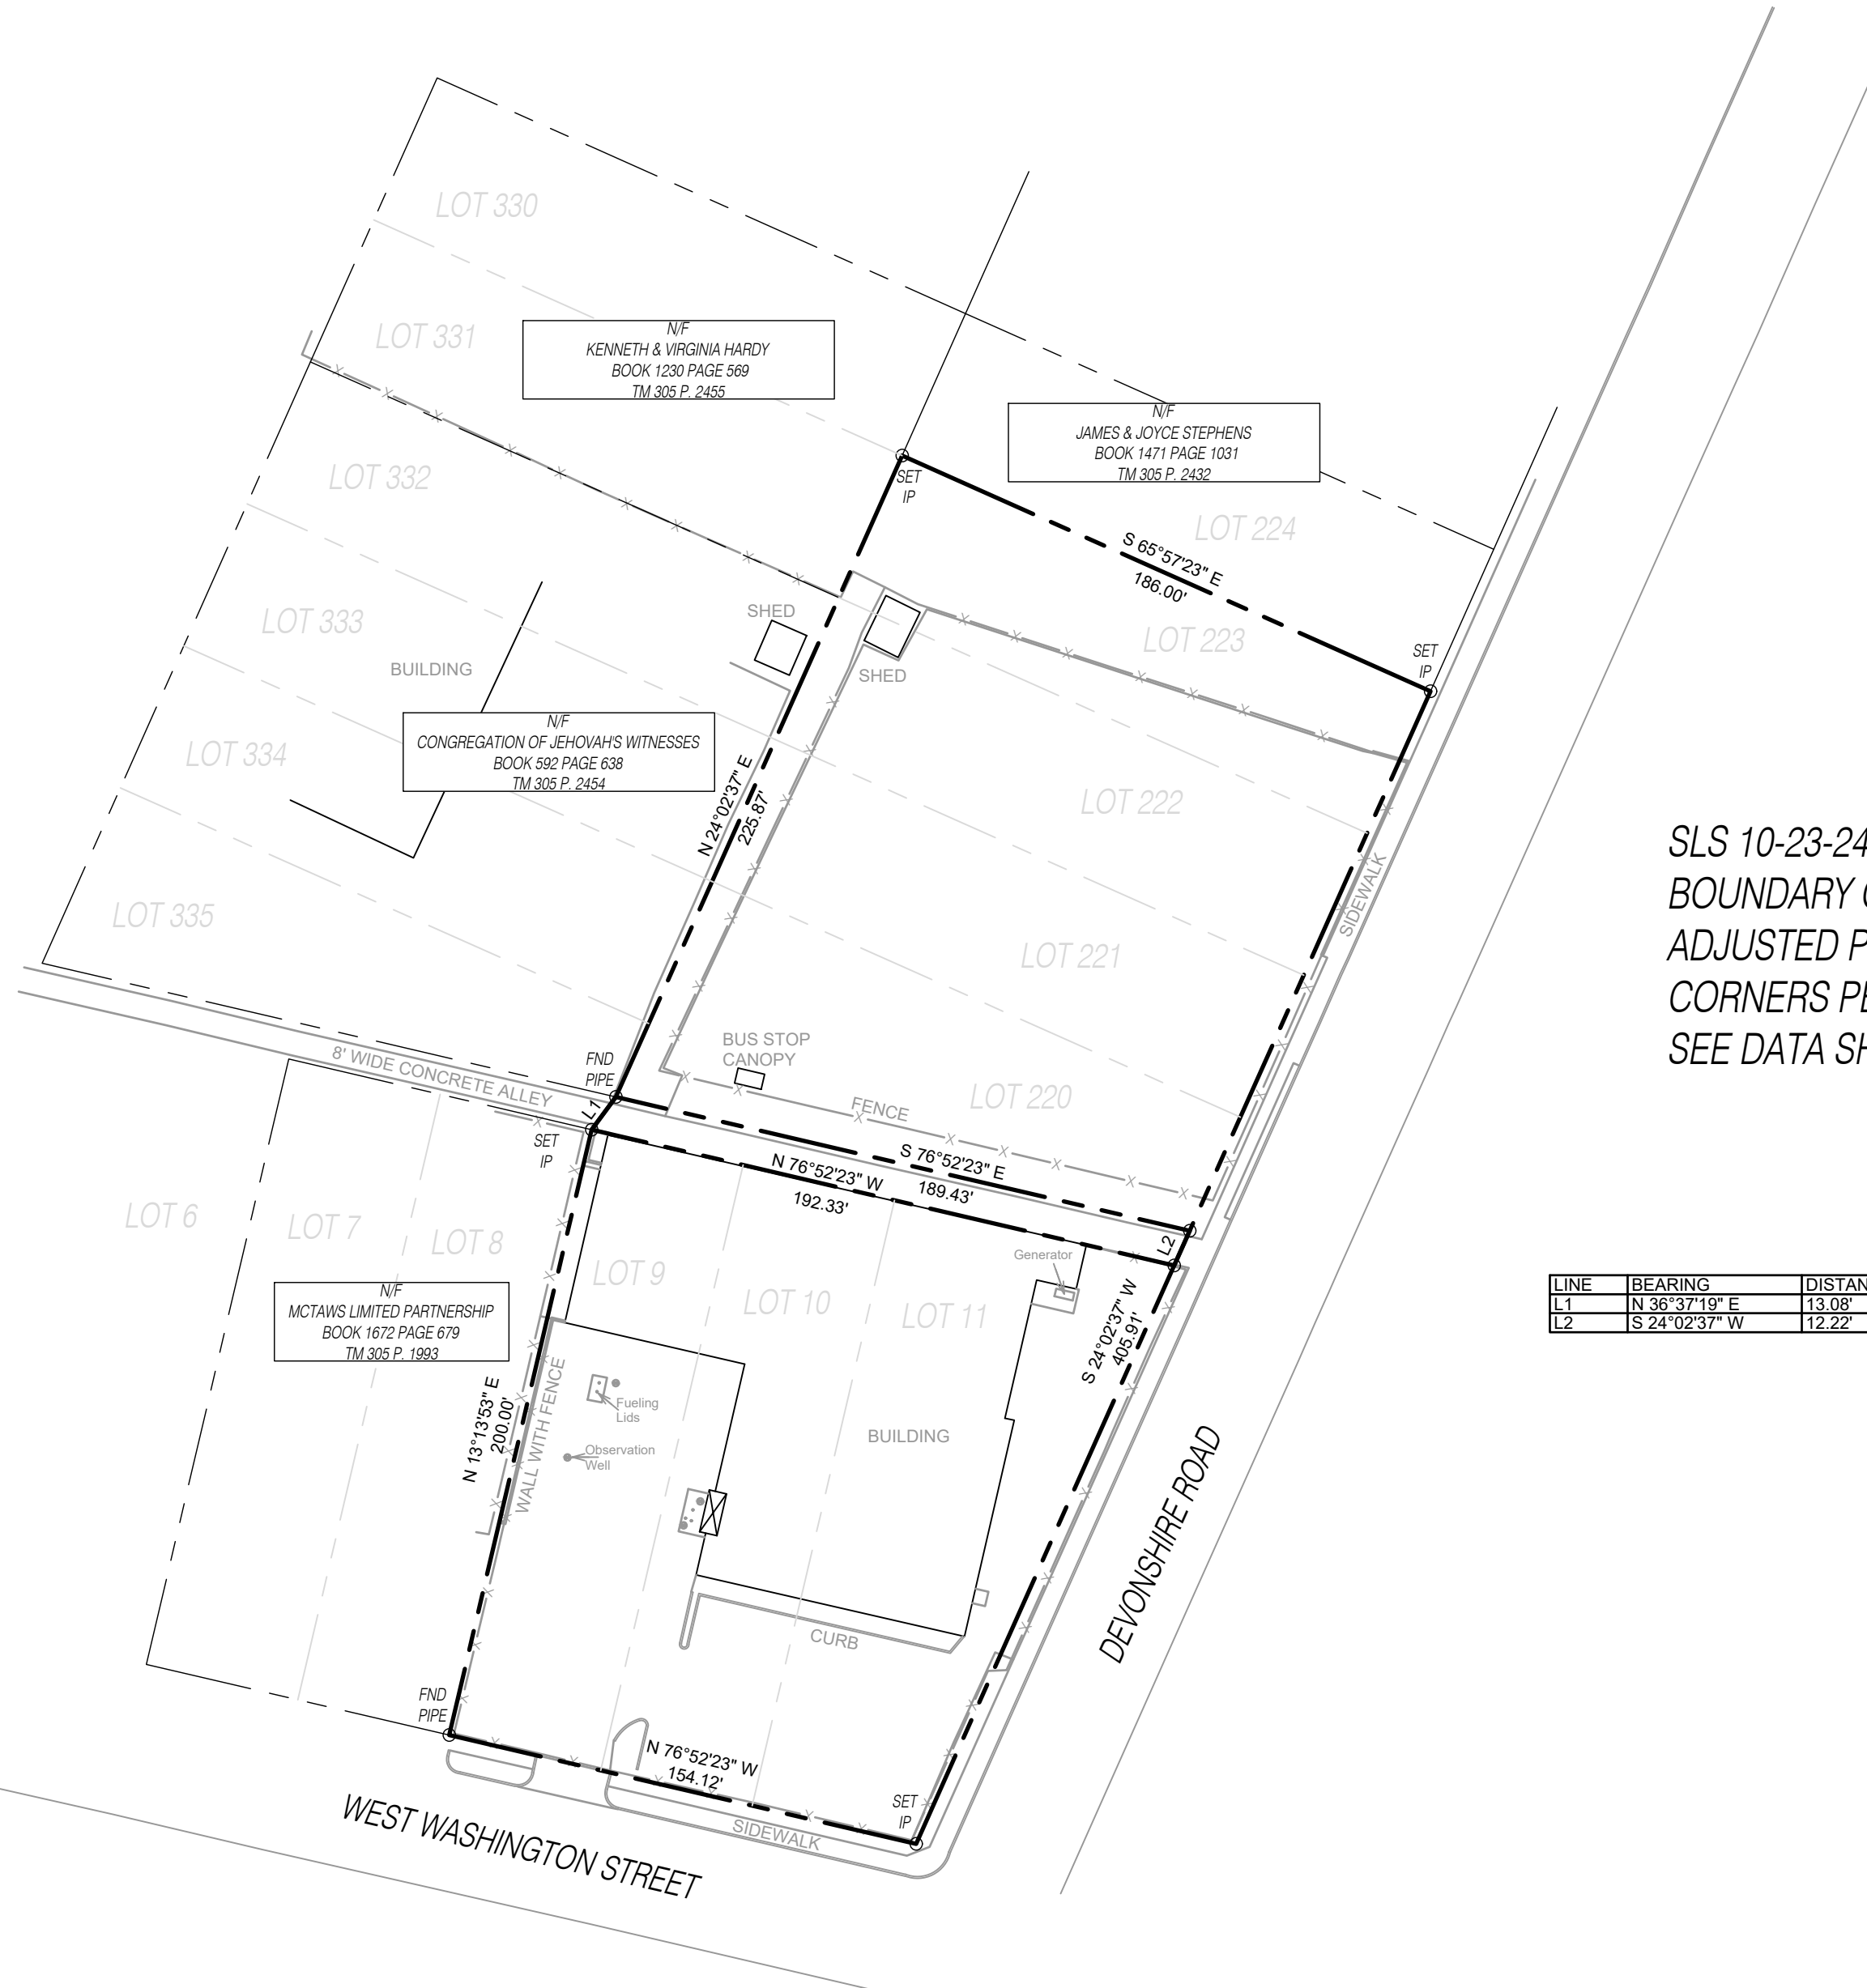 LOT 330
LOT 331
N/F
KENNETH & VIRGINIA HARDY
BOOK 1230 PAGE 569
TM 305 P. 2455
N/F
JAMES & JOYCE STEPHENS
BOOK 1471 PAGE 1031
TM 305 P. 2432
LOT 332
SET
IP
LOT 224
S 65°57'23" E
186.00'
LOT 333
SHED
LOT 223
SET
IP
BUILDING
SHED
N/F
CONGREGATION OF JEHOVAH'S WITNESSES
BOOK 592 PAGE 638
TM 305 P. 2454
LOT 334
N 24°02'37" E
225.87'
LOT 222
SIDEWALK
SLS 10-23-24
BOUNDARY
ADJUSTED P
CORNERS PE
SEE DATA SH
LOT 335
LOT 221
8' WIDE CONCRETE ALLEY
FND
PIPE
BUS STOP
CANOPY
FENCE
LOT 220
L1
SET
IP
S 76°52'23" E
189.43'
N 76°52'23" W
192.33'
LOT 6
LOT 7
LOT 8
LOT 9
LOT 10
LOT 11
Generator
L2
S 24°02'37" W
405.91'
LINE BEARING DISTAN
L1 N 36°37'19" E 13.08'
L2 S 24°02'37" W 12.22'
N/F
MCTAWS LIMITED PARTNERSHIP
BOOK 1672 PAGE 679
TM 305 P. 1993
N 13°13'53" E
200.00'
WALL WITH FENCE
Fueling
Lids
Observation
Well
BUILDING
DEVONSHIRE ROAD
CURB
FND
PIPE
N 76°52'23" W
154.12'
SET
IP
SIDEWALK
WEST WASHINGTON STREET